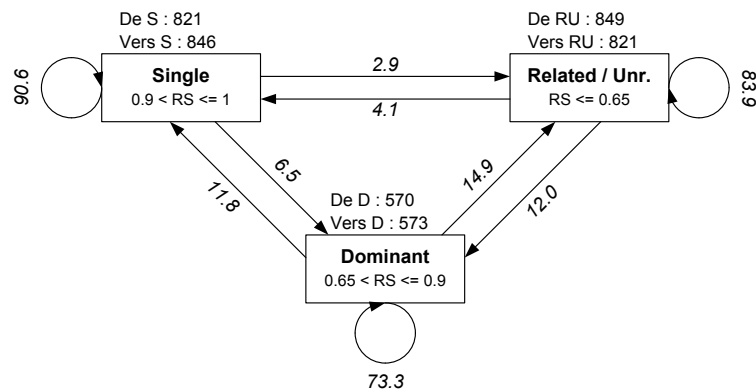 De S : 821
Vers S : 846
De RU : 849
Vers RU : 821
Single
0.9 < RS <= 1
Related / Unr.
RS <= 0.65
90.6
2.9
4.1
83.9
6.5
11.8
14.9
12.0
De D : 570
Vers D : 573
Dominant
0.65 < RS <= 0.9
73.3